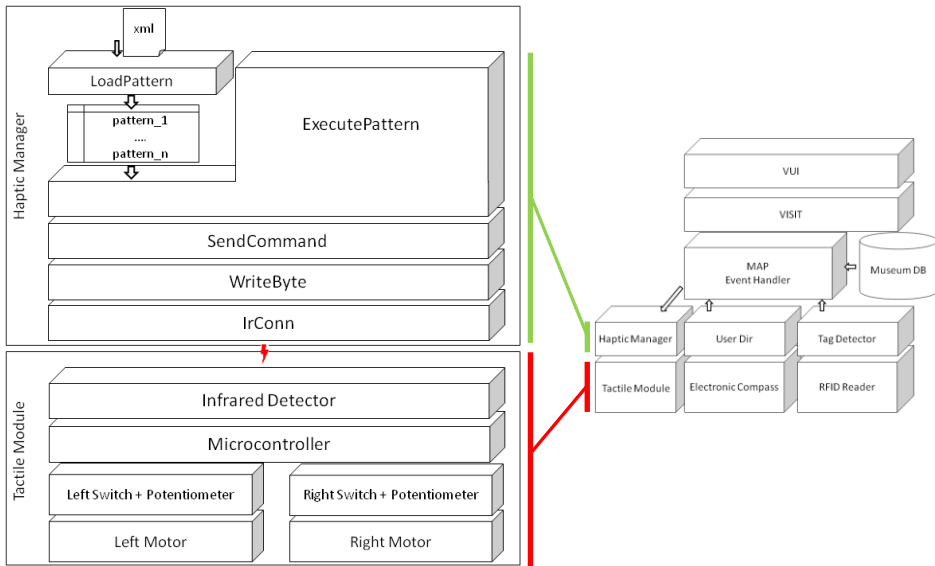 xml
LoadPattern
pattern_1
....
pattern_n
ExecutePattern
SendCommand
WriteByte
IrConn
Haptic Manager
Infrared Detector
Microcontroller
Left Switch + Potentiometer
Right Switch + Potentiometer
Left Motor
Right Motor
Tactile Module
VUI
VISIT
MAP
Event Handler
Museum DB
Haptic Manager
User Dir
Tag Detector
Tactile Module
Electronic Compass
RFID Reader